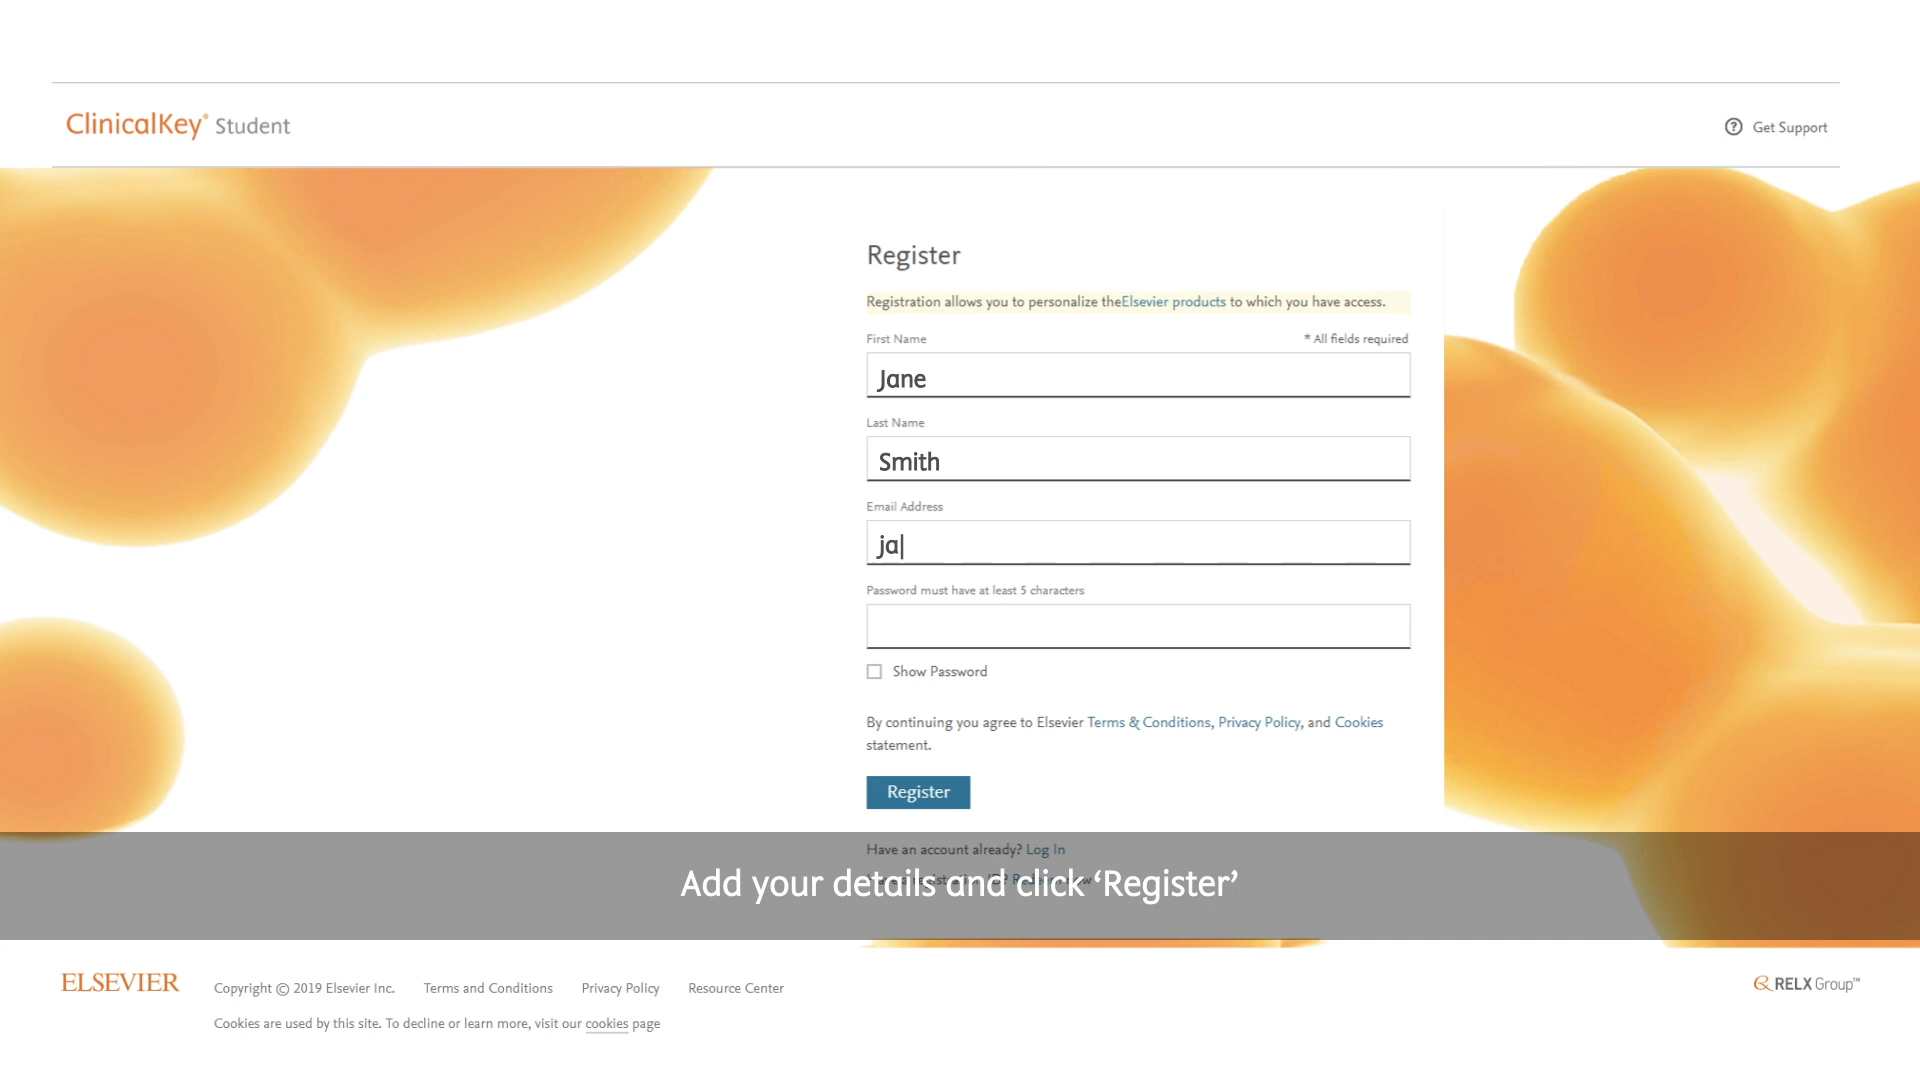 ClinicalKey® Student
Get Support
Register
Registration allows you to personalize theElsevier products to which you have access.
First Name
* All fields required
Jane
Last Name
Smith
Email Address
ja
Password must have at least 5 characters
Show Password
By continuing you agree to Elsevier Terms & Conditions, Privacy Policy, and Cookies
statement.
Register
Have an account already? Log In
Add your details and click ‘Register’
ELSEVIER
Copyright © 2019 Elsevier Inc. Terms and Conditions Privacy Policy Resource Center
RELX Group™
Cookies are used by this site. To decline or learn more, visit our cookies page